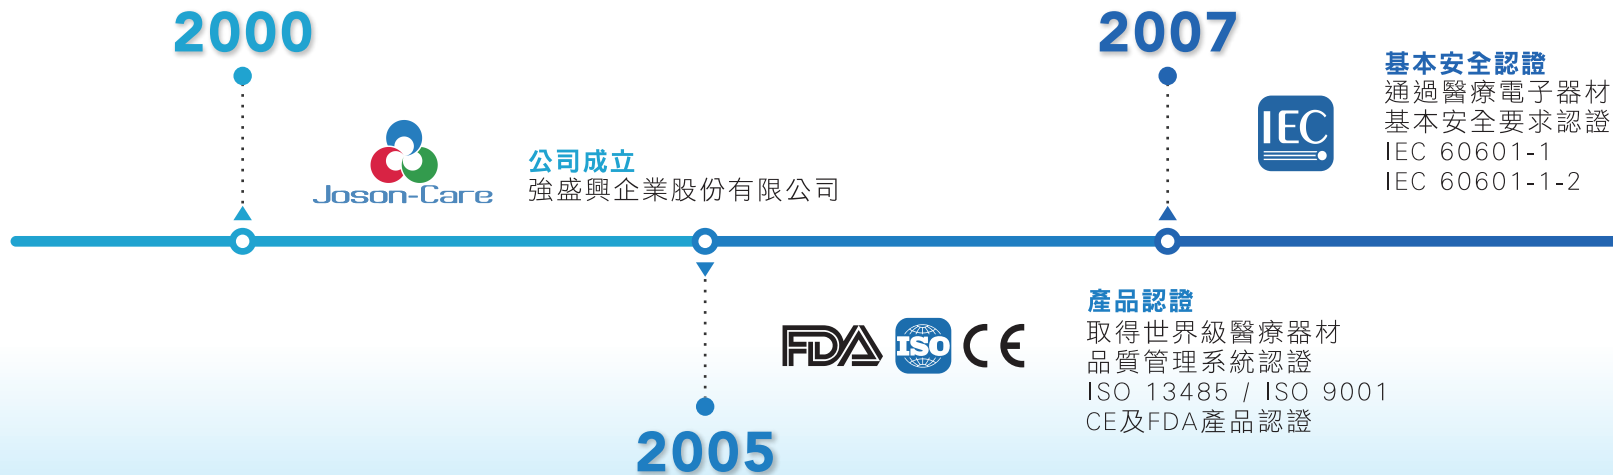 2000
Joson-Care
公司成立
強盛興企業股份有限公司
2005
FDA ISO CE
產品認證
取得世界級醫療器材
品質管理系統認證
ISO 13485 / ISO 9001
CE及FDA產品認證
2007
IEC
基本安全認證
通過醫療電子器材
基本安全要求認證
IEC 60601-1
IEC 60601-1-2